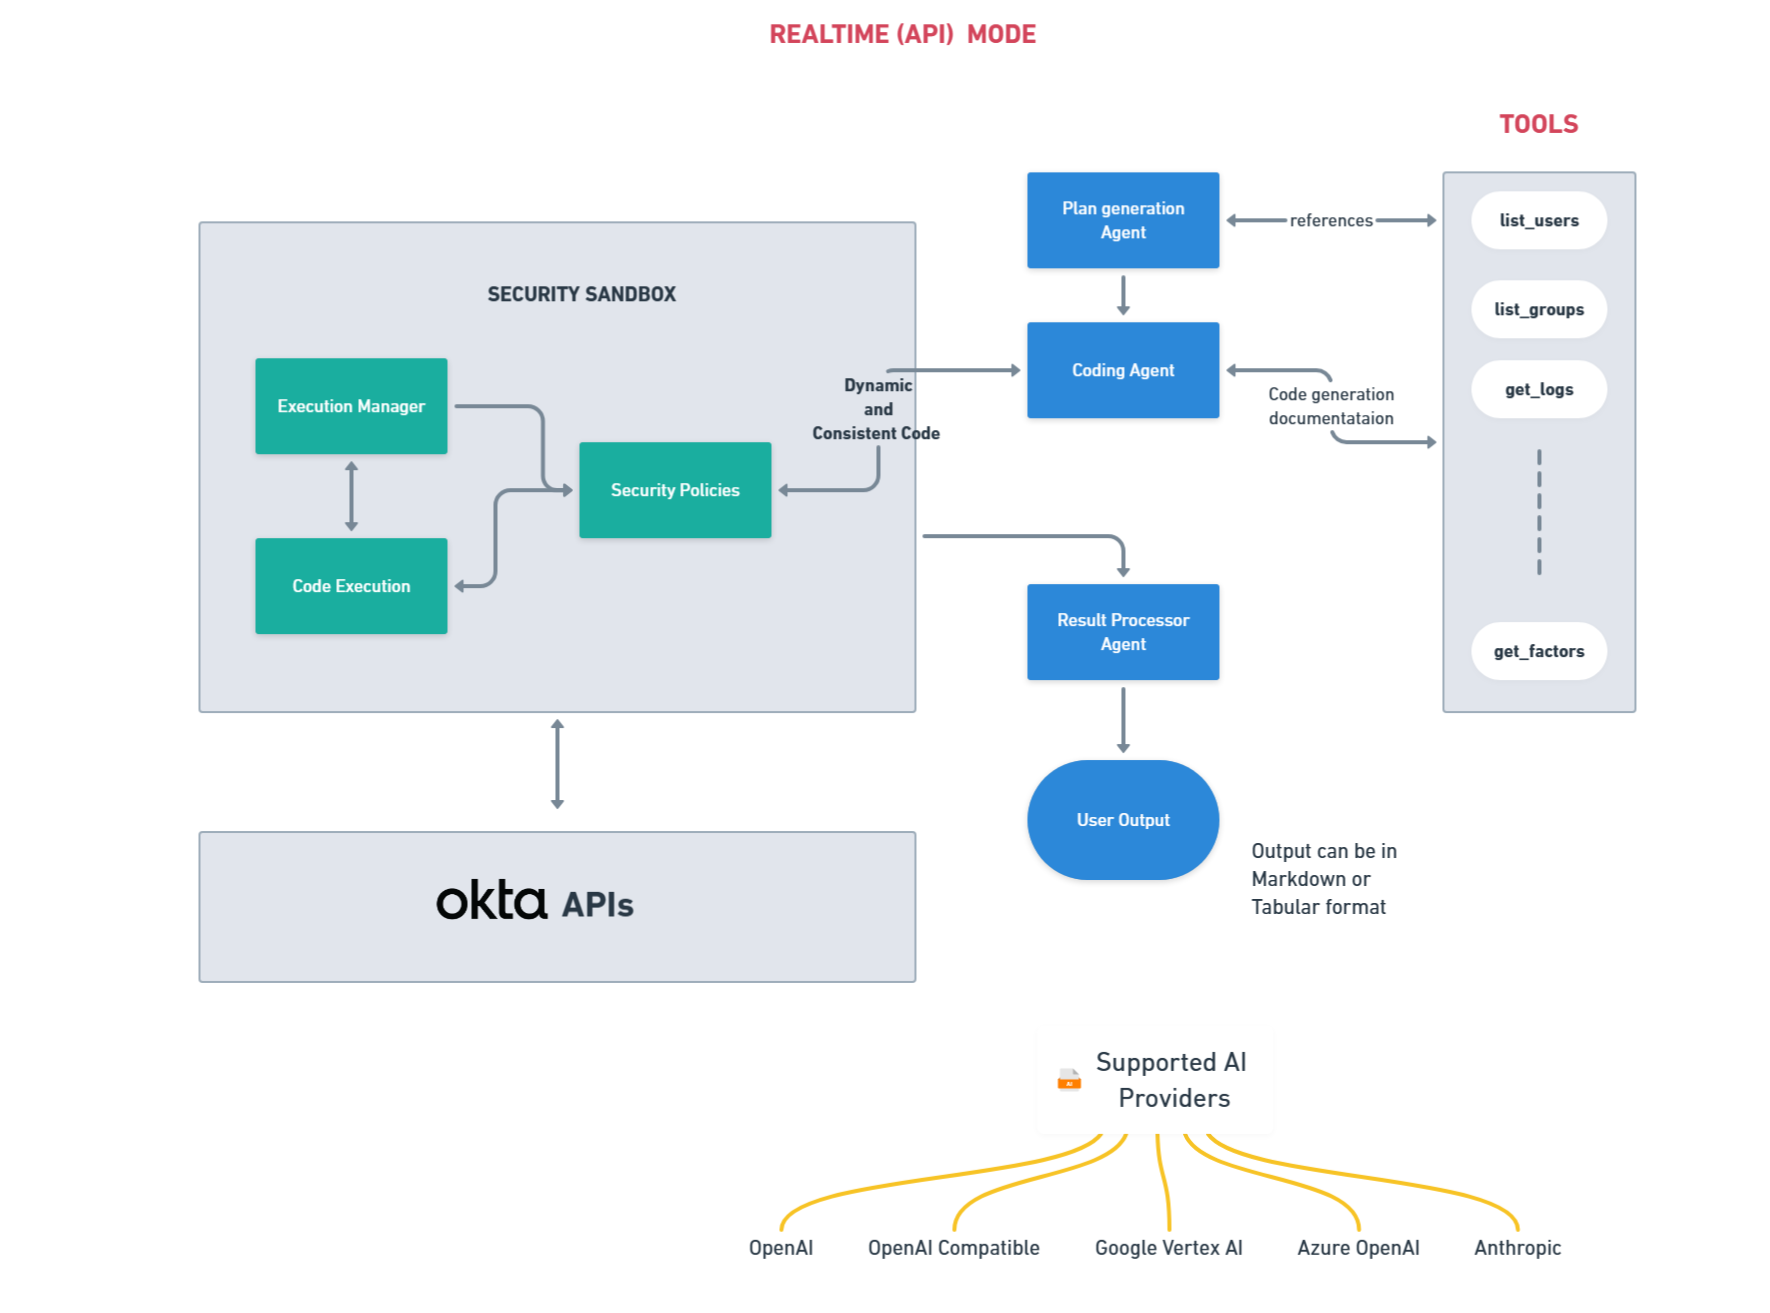 REALTIME (API) MODE
TOOLS
Plan generation
Agent
references
list_users
list_groups
get_logs
get_factors
SECURITY SANDBOX
Execution Manager
Security Policies
Code Execution
Dynamic
and
Consistent Code
Coding Agent
Code generation
documentataion
Result Processor
Agent
User Output
Output can be in
Markdown or
Tabular format
okta APIs
AI
Supported AI
Providers
OpenAI
OpenAI Compatible
Google Vertex AI
Azure OpenAI
Anthropic